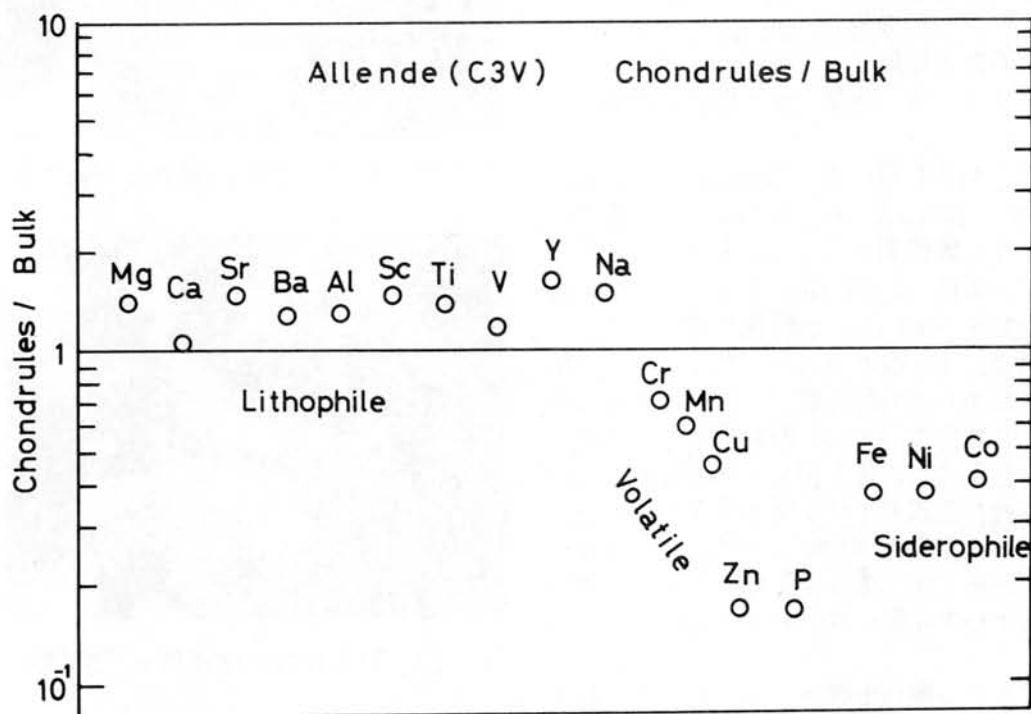 10
Allende (C3V) Chondrules / Bulk
Chondrules / Bulk
Mg Ca Sr Ba Al Sc Ti V Y Na
1
Cr
Lithophile
Mn
Cu
Fe Ni Co
Volatile
Siderophile
Zn P
10⁻¹